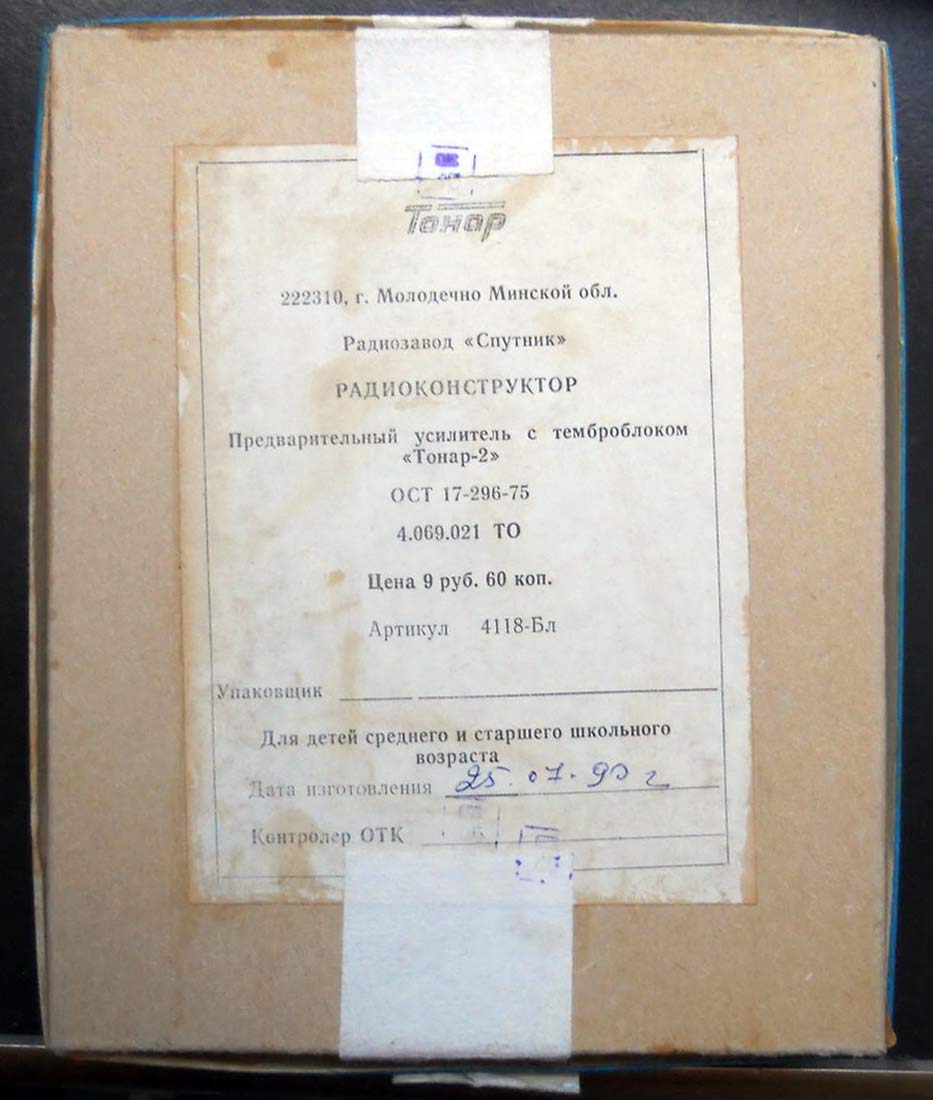 Тонар
222310, г. Молодечно Минской обл.
Радиозавод «Спутник»
РАДИОКОНСТРУКТОР
Предварительный усилитель с темброблоком
«Тонар-2»
ОСТ 17-296-75
4.069.021 ТО
Цена 9 руб. 60 коп.
Артикул 4118-Бл
Упаковщик
Для детей среднего и старшего школьного
возраста
Дата изготовления 25.07.90 г
Контролер ОТК